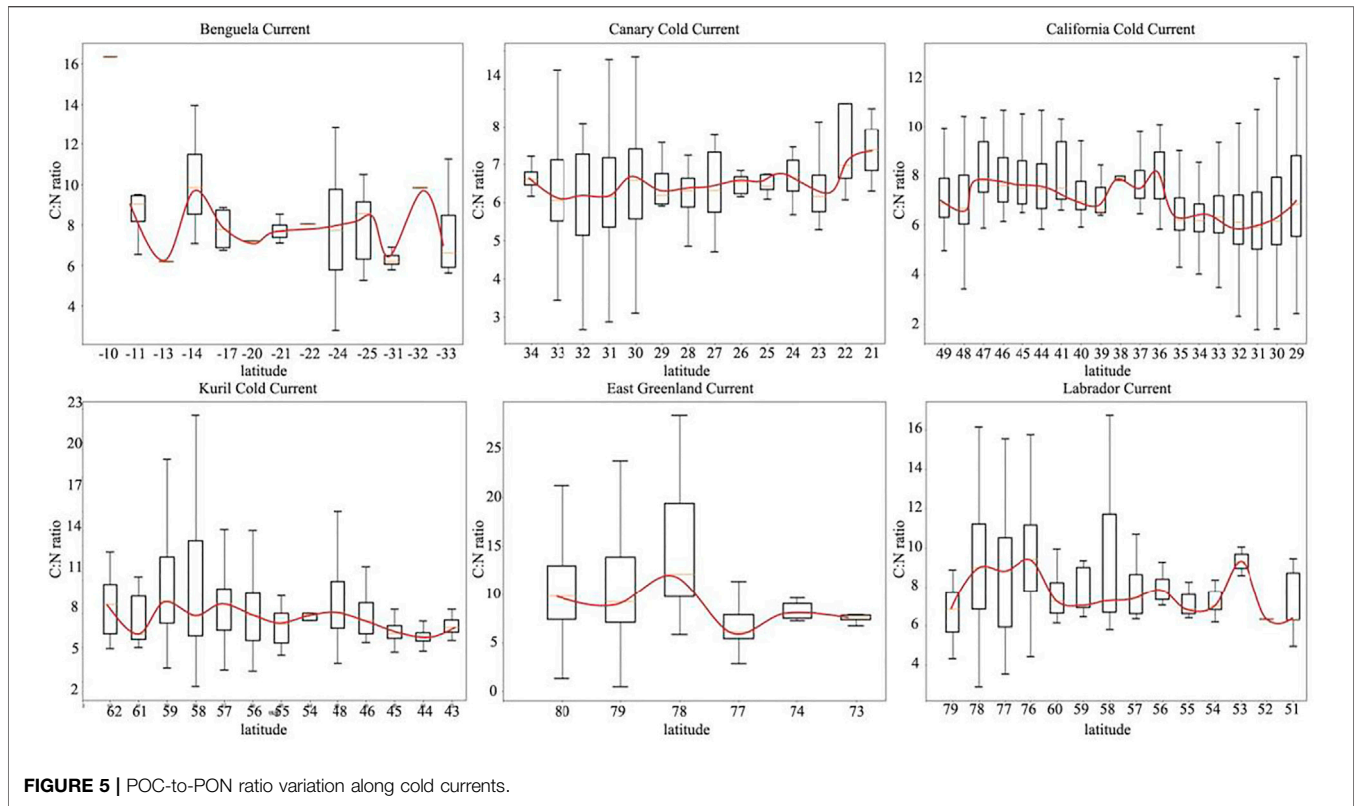 Benguela Current
C:N ratio
16
14
12
10
8
6
4
-10 -11 -13 -14 -17 -20 -21 -22 -24 -25 -31 -32 -33
latitude
Canary Cold Current
C:N ratio
14
8
7
6
5
4
3
34 33 32 31 30 29 28 27 26 25 24 23 22 21
latitude
California Cold Current
C:N ratio
12
10
8
6
4
2
49 48 47 46 45 44 41 40 39 38 37 36 35 34 33 32 31 30 29
latitude
Kuril Cold Current
C:N ratio
23
20
17
14
11
8
5
2
62 61 59 58 57 56 55 54 48 46 45 44 43
latitude
East Greenland Current
C:N ratio
25
20
15
10
5
0
80 79 78 77 74 73
latitude
Labrador Current
C:N ratio
16
14
12
10
8
6
4
79 78 77 76 60 59 58 57 56 55 54 53 52 51
latitude
FIGURE 5 | POC-to-PON ratio variation along cold currents.